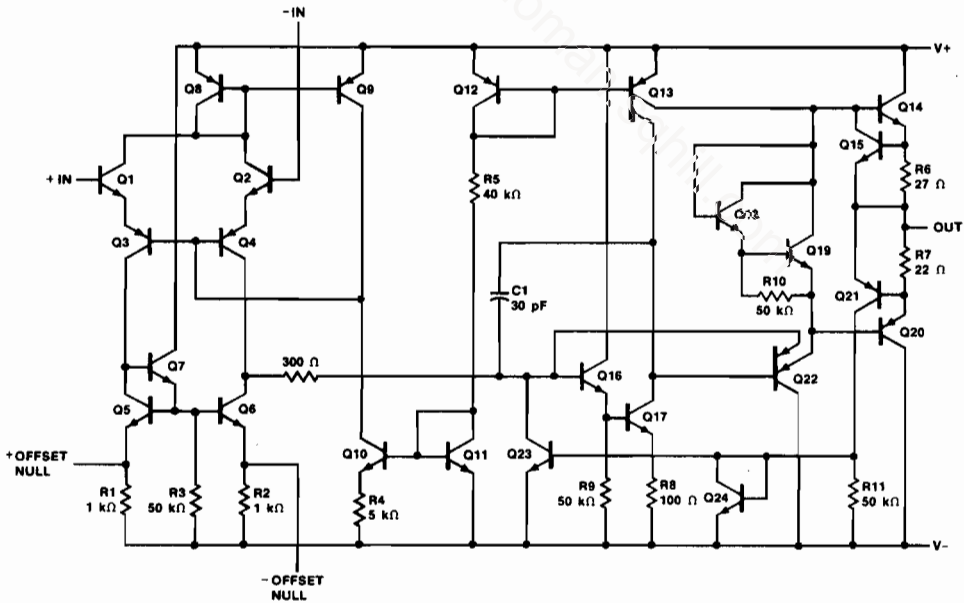 −IN
V+
Q8
Q9
Q12
Q13
Q14
Q15
+IN
Q1
Q2
R5
40 kΩ
R6
27 Ω
Q3
Q4
Q19
OUT
R7
22 Ω
C1
30 pF
R10
50 kΩ
Q21
Q20
Q7
300 Ω
Q16
Q22
Q5
Q6
Q17
+OFFSET
NULL
Q10
Q11
Q23
R1
1 kΩ
R3
50 kΩ
R2
1 kΩ
R4
5 kΩ
R9
50 kΩ
R8
100 Ω
Q24
R11
50 kΩ
V−
−OFFSET
NULL